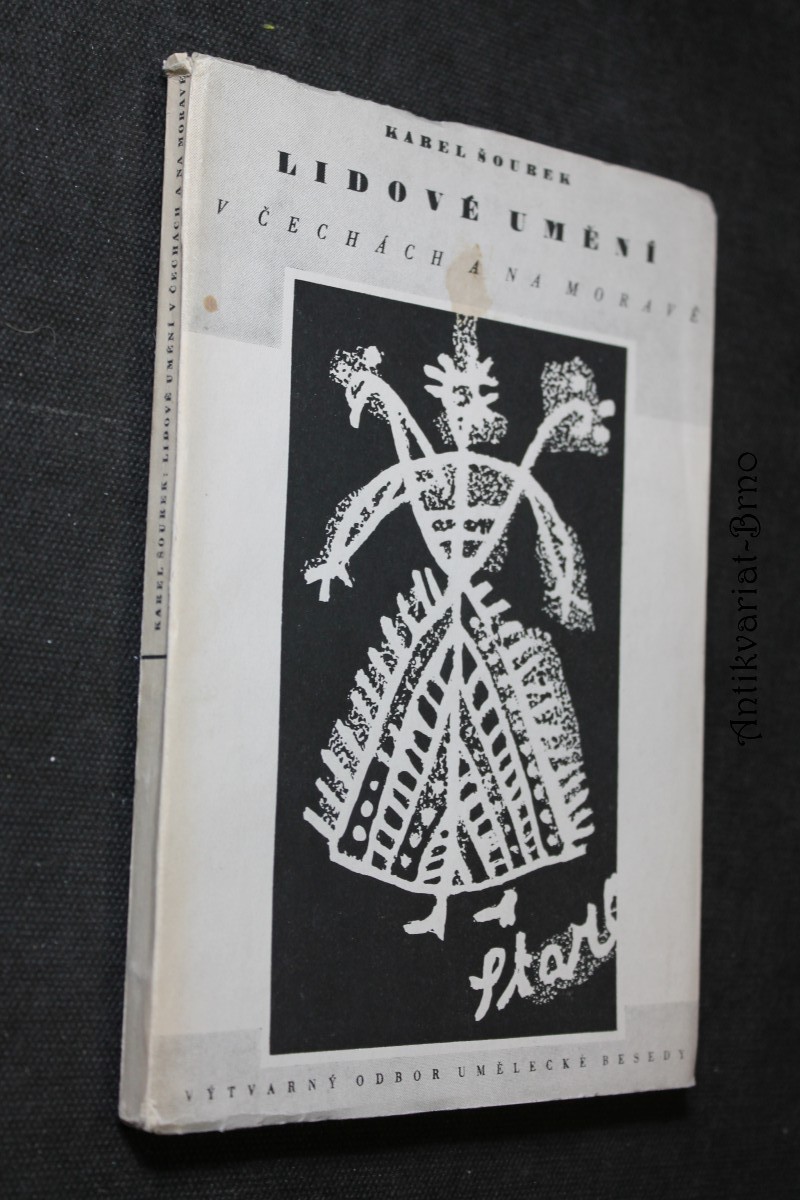 KAREL ŠOUREK
LIDOVÉ UMĚNÍ
V ČECHÁCH A NA MORAVĚ
Stare
VÝTVARNÝ ODBOR UMĚLECKÉ BESEDY
KAREL ŠOUREK: LIDOVÉ UMĚNÍ V ČECHÁCH A NA MORAVĚ
Antikvariat-Brno